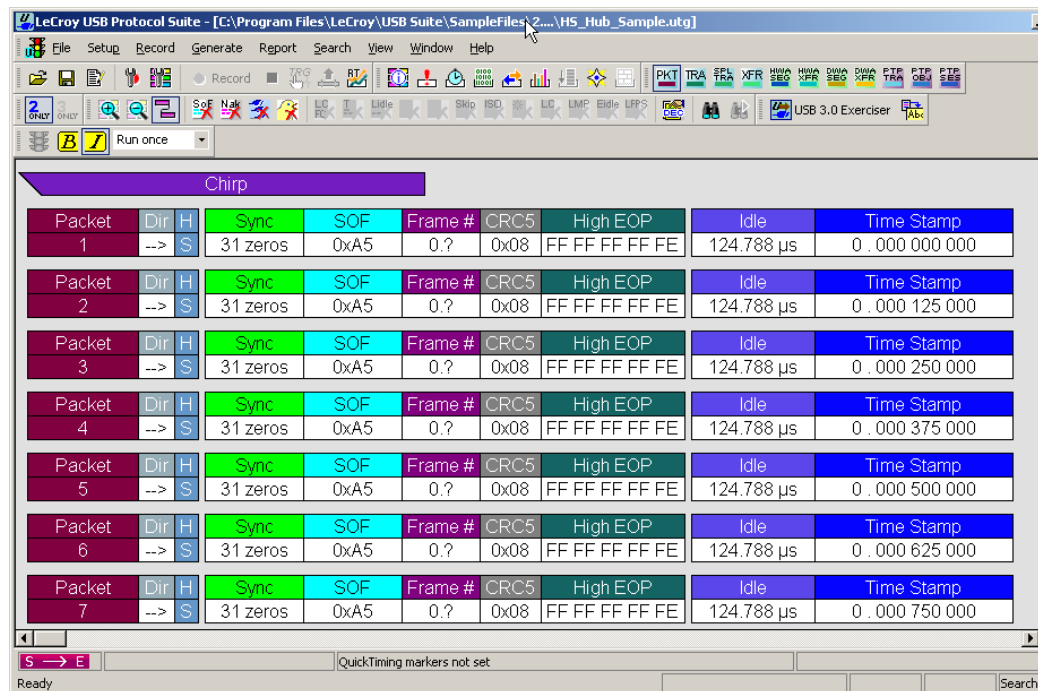 LeCroy USB Protocol Suite - [C:\Program Files\LeCroy\USB Suite\SampleFiles\2....\HS_Hub_Sample.utg]
File Setup Record Generate Report Search View Window Help
Record PKT TRA SPL TRA XFR HWA SEG HWA XFR DWA SEG DWA XFR PTP TRA PTP OBJ PTP SES
2 ONLY 3 ONLY SoF Nak Lidle Skip ISO LC LMP Eidle LFPS DEC USB 3.0 Exerciser Abc
B I Run once
Chirp
Packet Dir H Sync SOF Frame # CRC5 High EOP Idle Time Stamp
1 --> S 31 zeros 0xA5 0.? 0x08 FF FF FF FF FE 124.788 µs 0 . 000 000 000
Packet Dir H Sync SOF Frame # CRC5 High EOP Idle Time Stamp
2 --> S 31 zeros 0xA5 0.? 0x08 FF FF FF FF FE 124.788 µs 0 . 000 125 000
Packet Dir H Sync SOF Frame # CRC5 High EOP Idle Time Stamp
3 --> S 31 zeros 0xA5 0.? 0x08 FF FF FF FF FE 124.788 µs 0 . 000 250 000
Packet Dir H Sync SOF Frame # CRC5 High EOP Idle Time Stamp
4 --> S 31 zeros 0xA5 0.? 0x08 FF FF FF FF FE 124.788 µs 0 . 000 375 000
Packet Dir H Sync SOF Frame # CRC5 High EOP Idle Time Stamp
5 --> S 31 zeros 0xA5 0.? 0x08 FF FF FF FF FE 124.788 µs 0 . 000 500 000
Packet Dir H Sync SOF Frame # CRC5 High EOP Idle Time Stamp
6 --> S 31 zeros 0xA5 0.? 0x08 FF FF FF FF FE 124.788 µs 0 . 000 625 000
Packet Dir H Sync SOF Frame # CRC5 High EOP Idle Time Stamp
7 --> S 31 zeros 0xA5 0.? 0x08 FF FF FF FF FE 124.788 µs 0 . 000 750 000
S → E QuickTiming markers not set
Ready Search